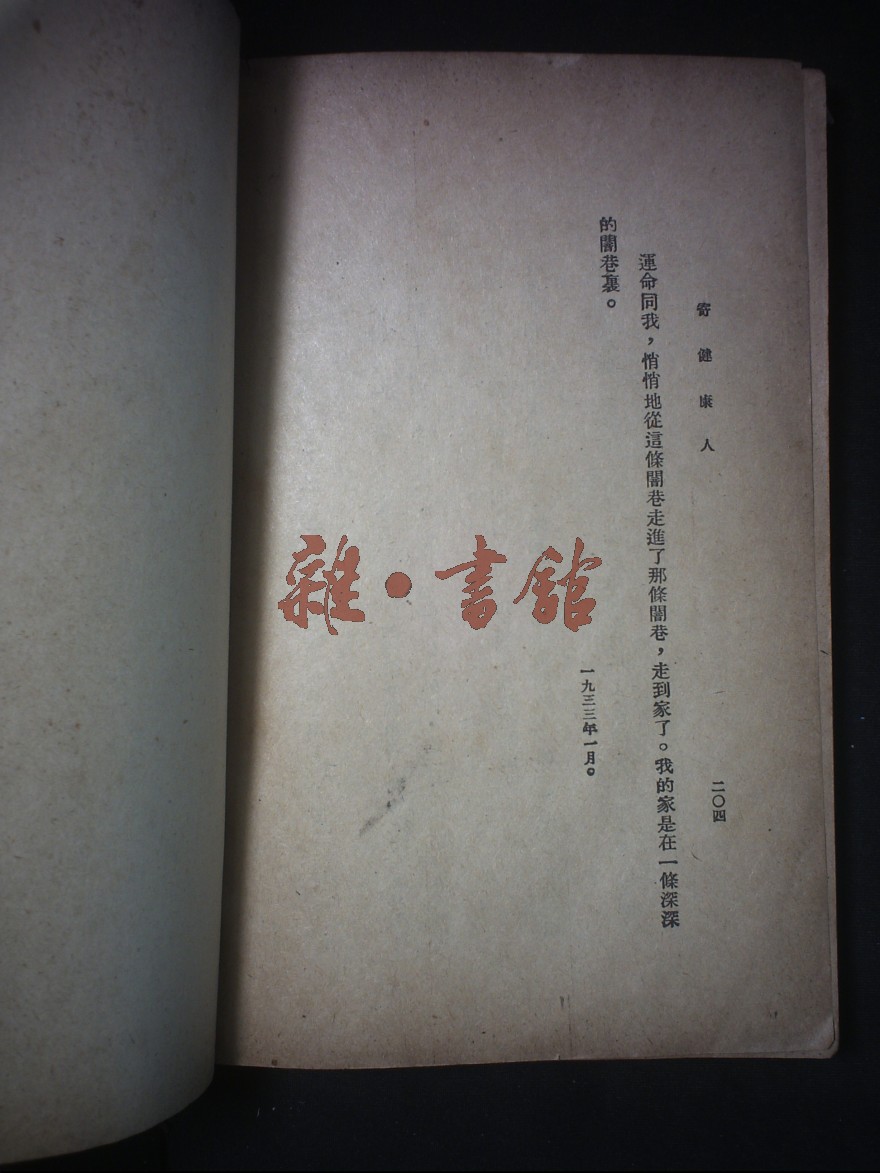 寄健康人
二〇四
運命同我，悄悄地從這條闇巷走進了那條闇巷，走到家了。我的家是在一條深深
的闇巷裏。
一九三三年一月。
雜·書館